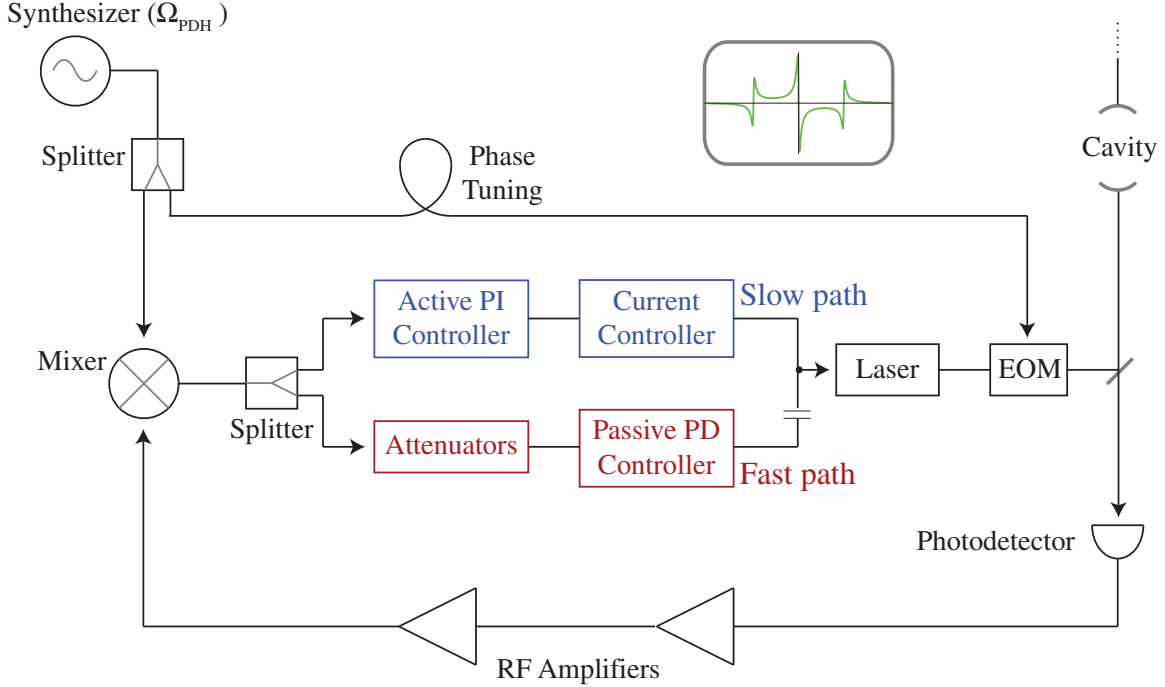 Synthesizer (Ω_PDH )
Splitter
Phase
Tuning
Cavity
Active PI
Controller
Current
Controller
Slow path
Mixer
Splitter
Laser
EOM
Attenuators
Passive PD
Controller
Fast path
Photodetector
RF Amplifiers